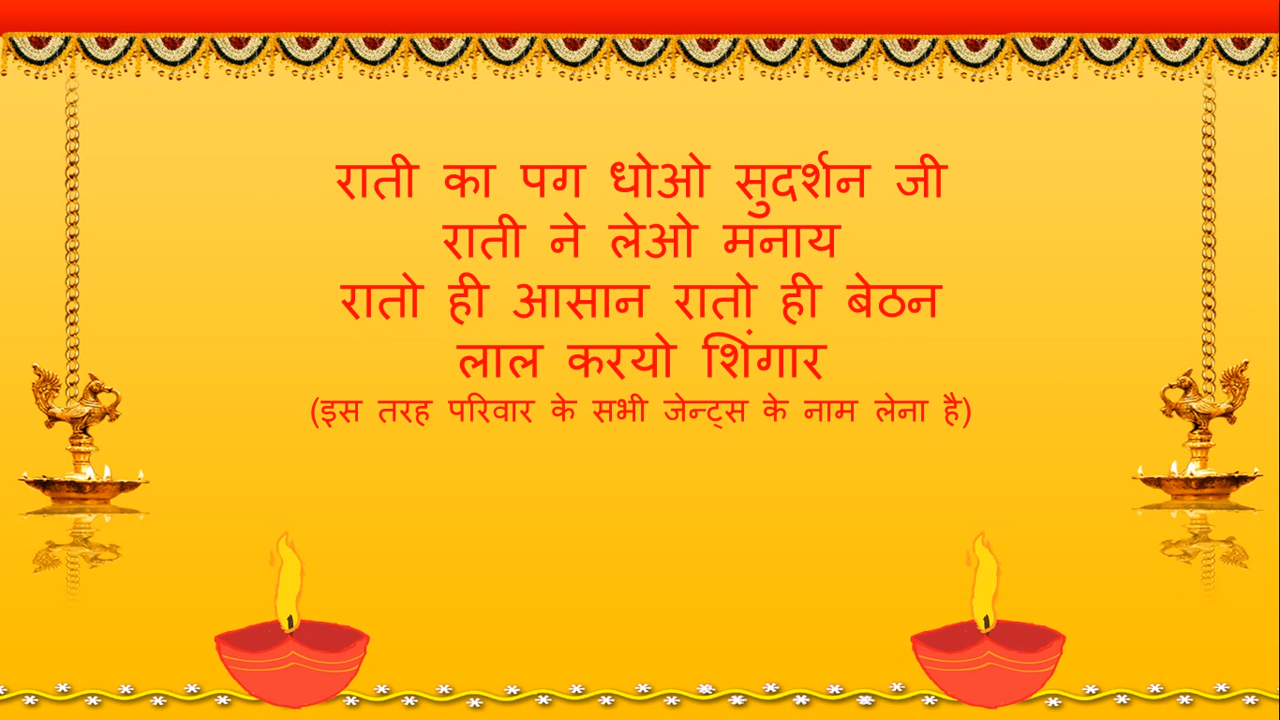 राती का पग धोओ सुदर्शन जी
राती ने लेओ मनाय
रातो ही आसान रातो ही बेठन
लाल करयो शिंगार
(इस तरह परिवार के सभी जेन्ट्स के नाम लेना है)